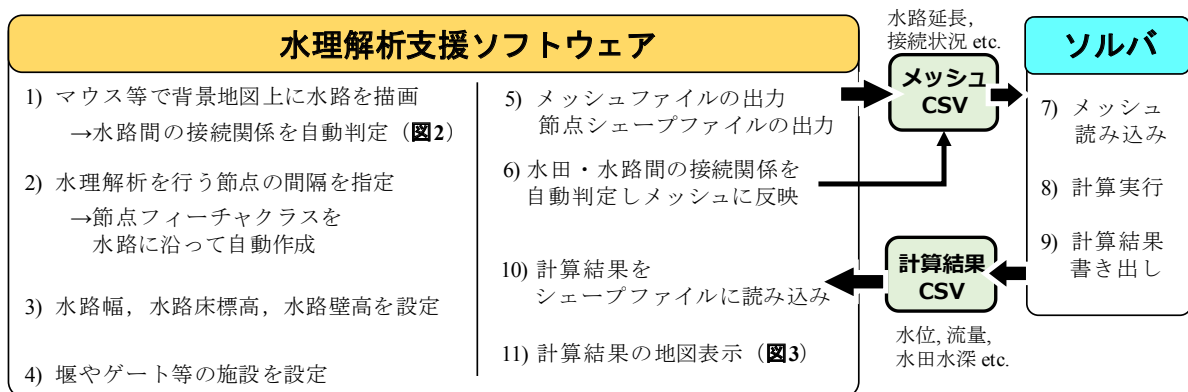 水理解析支援ソフトウェア
1) マウス等で背景地図上に水路を描画
→水路間の接続関係を自動判定（図2）
2) 水理解析を行う節点の間隔を指定
→節点フィーチャクラスを
水路に沿って自動作成
3) 水路幅，水路床標高，水路壁高を設定
4) 堰やゲート等の施設を設定
5) メッシュファイルの出力
節点シェープファイルの出力
6) 水田・水路間の接続関係を
自動判定しメッシュに反映
10) 計算結果を
シェープファイルに読み込み
11) 計算結果の地図表示（図3）
水路延長，
接続状況 etc.
メッシュ
CSV
計算結果
CSV
水位, 流量,
水田水深 etc.
ソルバ
7) メッシュ
読み込み
8) 計算実行
9) 計算結果
書き出し